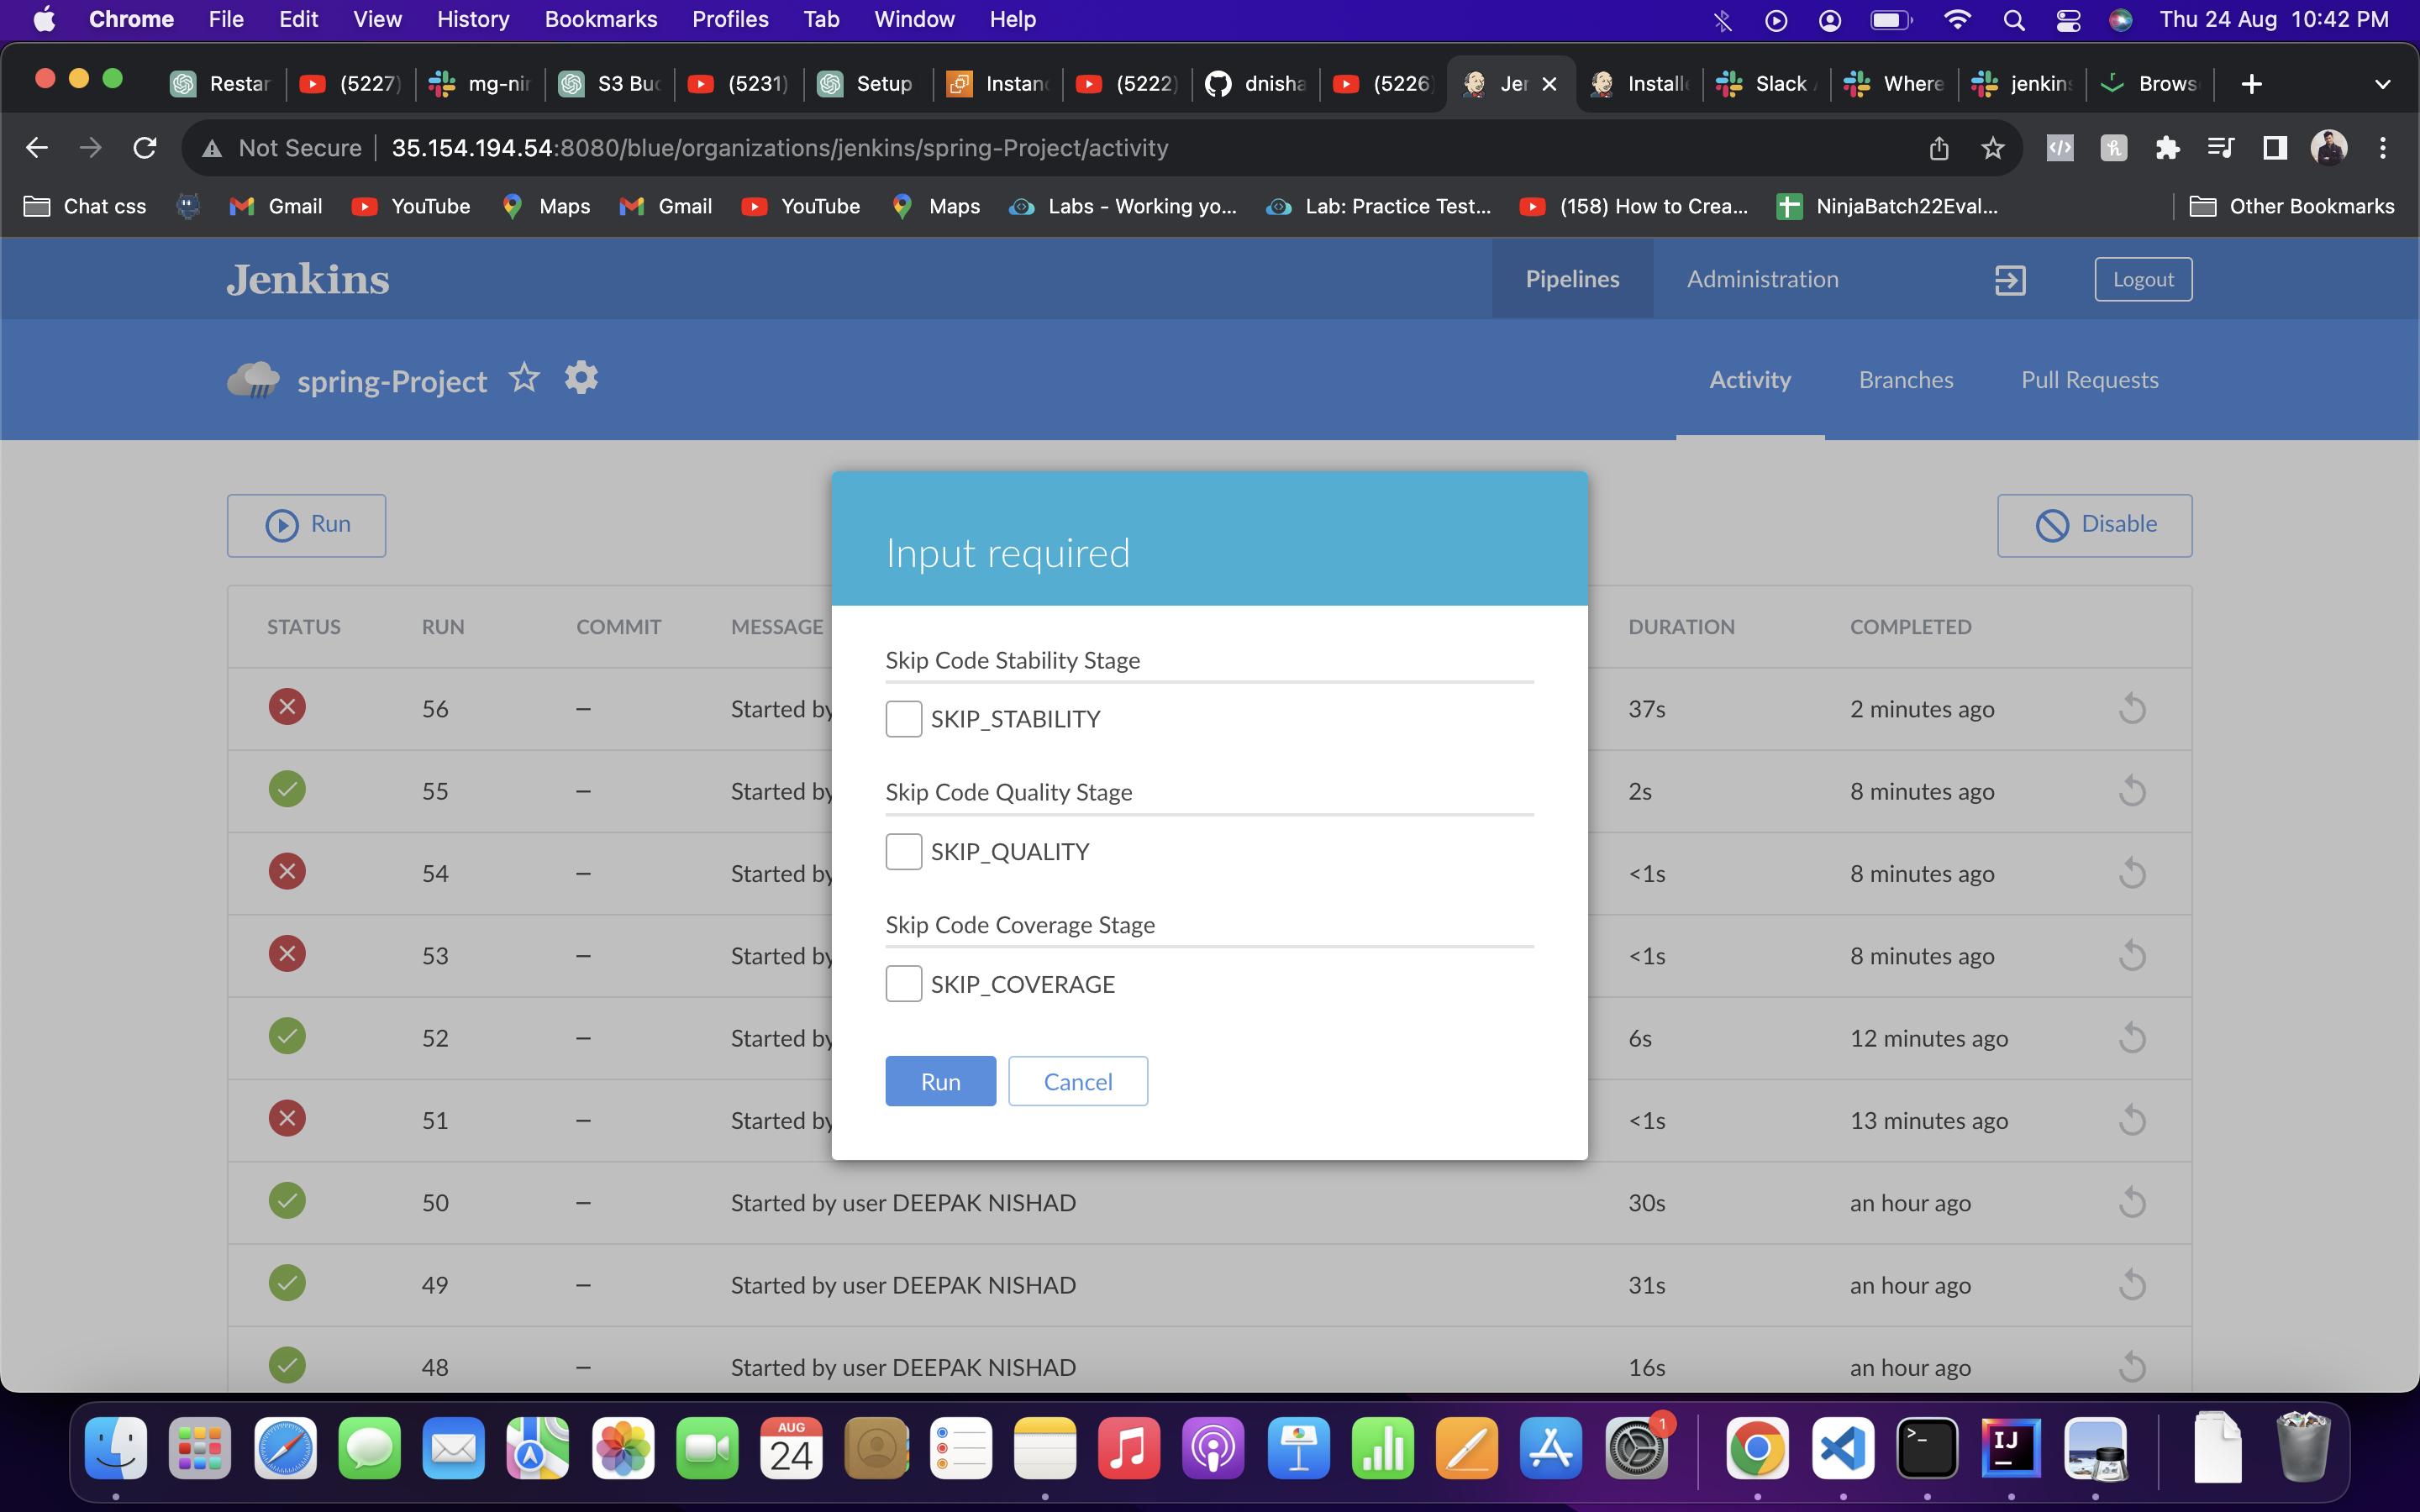 Chrome File Edit View History Bookmarks Profiles Tab Window Help Thu 24 Aug 10:42 PM
Restar (5227) mg-nir S3 Buc (5231) Setup Instanc (5222) dnisha (5226) Jer Install Slack Where jenkins Brows
Not Secure 35.154.194.54:8080/blue/organizations/jenkins/spring-Project/activity
Chat css Gmail YouTube Maps Gmail YouTube Maps Labs - Working yo... Lab: Practice Test... (158) How to Crea... NinjaBatch22Eval... Other Bookmarks
Jenkins Pipelines Administration Logout
spring-Project Activity Branches Pull Requests
Run Disable
Input required
STATUS RUN COMMIT MESSAGE DURATION COMPLETED
Skip Code Stability Stage
56 – Started by 37s 2 minutes ago
SKIP_STABILITY
55 – Started by 2s 8 minutes ago
Skip Code Quality Stage
SKIP_QUALITY
54 – Started by <1s 8 minutes ago
Skip Code Coverage Stage
53 – Started by <1s 8 minutes ago
SKIP_COVERAGE
52 – Started by 6s 12 minutes ago
Run Cancel
51 – Started by <1s 13 minutes ago
50 – Started by user DEEPAK NISHAD 30s an hour ago
49 – Started by user DEEPAK NISHAD 31s an hour ago
48 – Started by user DEEPAK NISHAD 16s an hour ago
AUG
24
1
>_
IJ